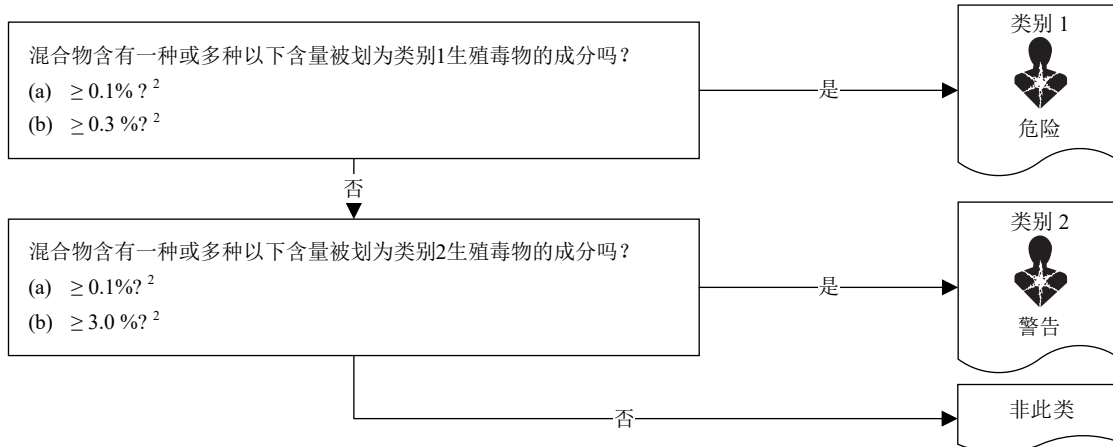 混合物含有一种或多种以下含量被划为类别1生殖毒物的成分吗？
(a) ≥ 0.1% ? ²
(b) ≥ 0.3 %? ²
是
类别 1
危险
否
混合物含有一种或多种以下含量被划为类别2生殖毒物的成分吗？
(a) ≥ 0.1%? ²
(b) ≥ 3.0 %? ²
是
类别 2
警告
否
非此类